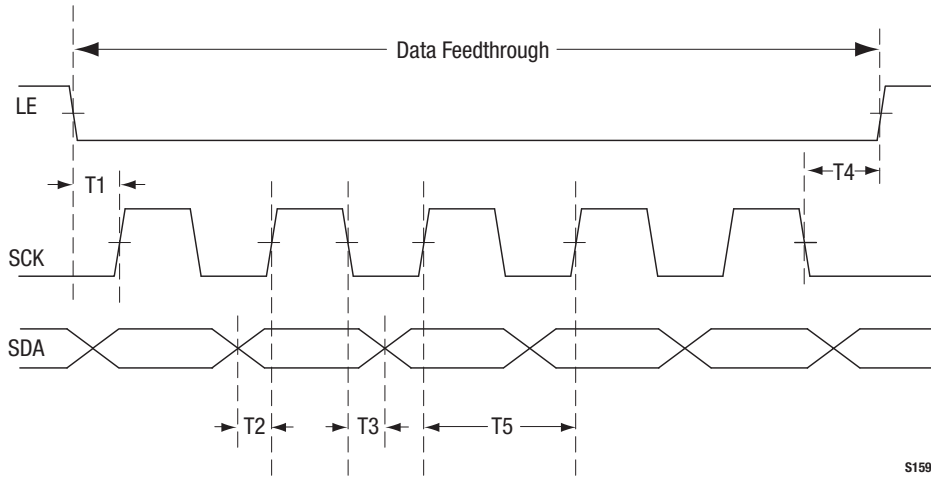 Data Feedthrough
LE
T1
T4
SCK
SDA
T2
T3
T5
S159